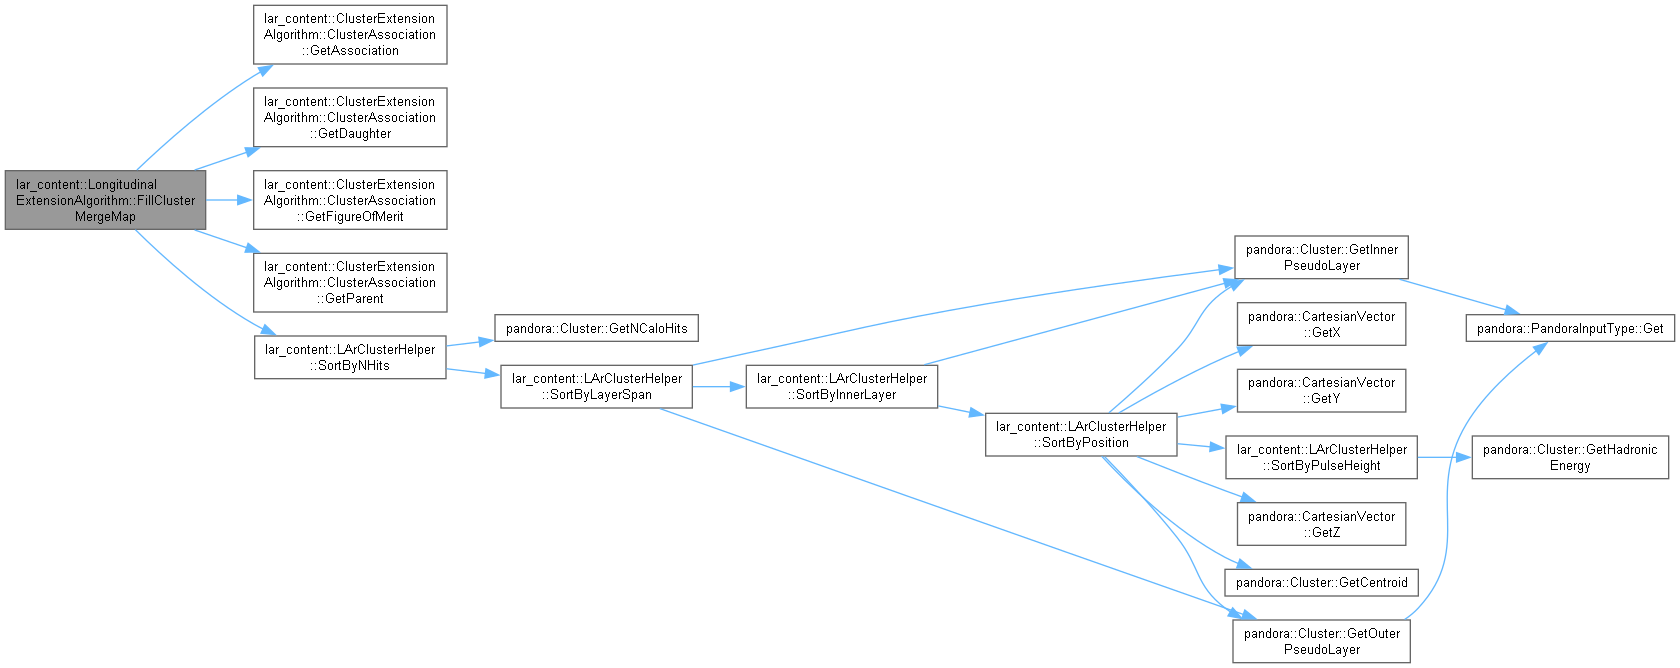 lar_content::Longitudinal
ExtensionAlgorithm::FillCluster
MergeMap
lar_content::ClusterExtension
Algorithm::ClusterAssociation
::GetAssociation
lar_content::ClusterExtension
Algorithm::ClusterAssociation
::GetDaughter
lar_content::ClusterExtension
Algorithm::ClusterAssociation
::GetFigureOfMerit
lar_content::ClusterExtension
Algorithm::ClusterAssociation
::GetParent
lar_content::LArClusterHelper
::SortByNHits
pandora::Cluster::GetNCaloHits
lar_content::LArClusterHelper
::SortByLayerSpan
lar_content::LArClusterHelper
::SortByInnerLayer
lar_content::LArClusterHelper
::SortByPosition
pandora::Cluster::GetInner
PseudoLayer
pandora::CartesianVector
::GetX
pandora::CartesianVector
::GetY
lar_content::LArClusterHelper
::SortByPulseHeight
pandora::CartesianVector
::GetZ
pandora::Cluster::GetCentroid
pandora::Cluster::GetOuter
PseudoLayer
pandora::PandoraInputType::Get
pandora::Cluster::GetHadronic
Energy